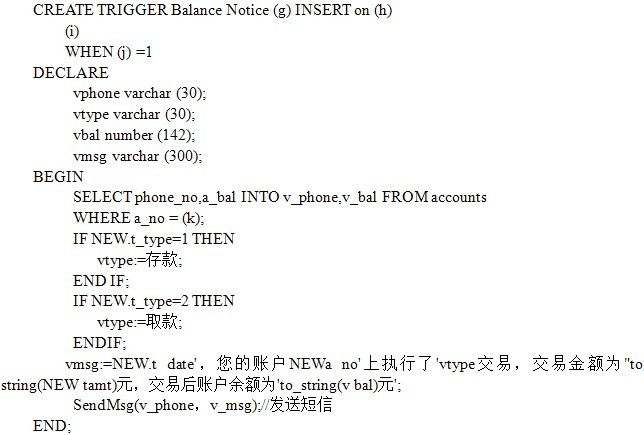 CREATE TRIGGER Balance Notice (g) INSERT on (h)
(i)
WHEN (j) =1
DECLARE
vphone varchar (30);
vtype varchar (30);
vbal number (142);
vmsg varchar (300);
BEGIN
SELECT phone_no,a_bal INTO v_phone,v_bal FROM accounts
WHERE a_no = (k);
IF NEW.t_type=1 THEN
vtype:=存款;
END IF;
IF NEW.t_type=2 THEN
vtype:=取款;
ENDIF;
vmsg:=NEW.t date'，您的账户NEWa no'上执行了'vtype交易，交易金额为"to
string(NEW tamt)元，交易后账户余额为'to_string(v bal)元';
SendMsg(v_phone，v_msg);//发送短信
END;